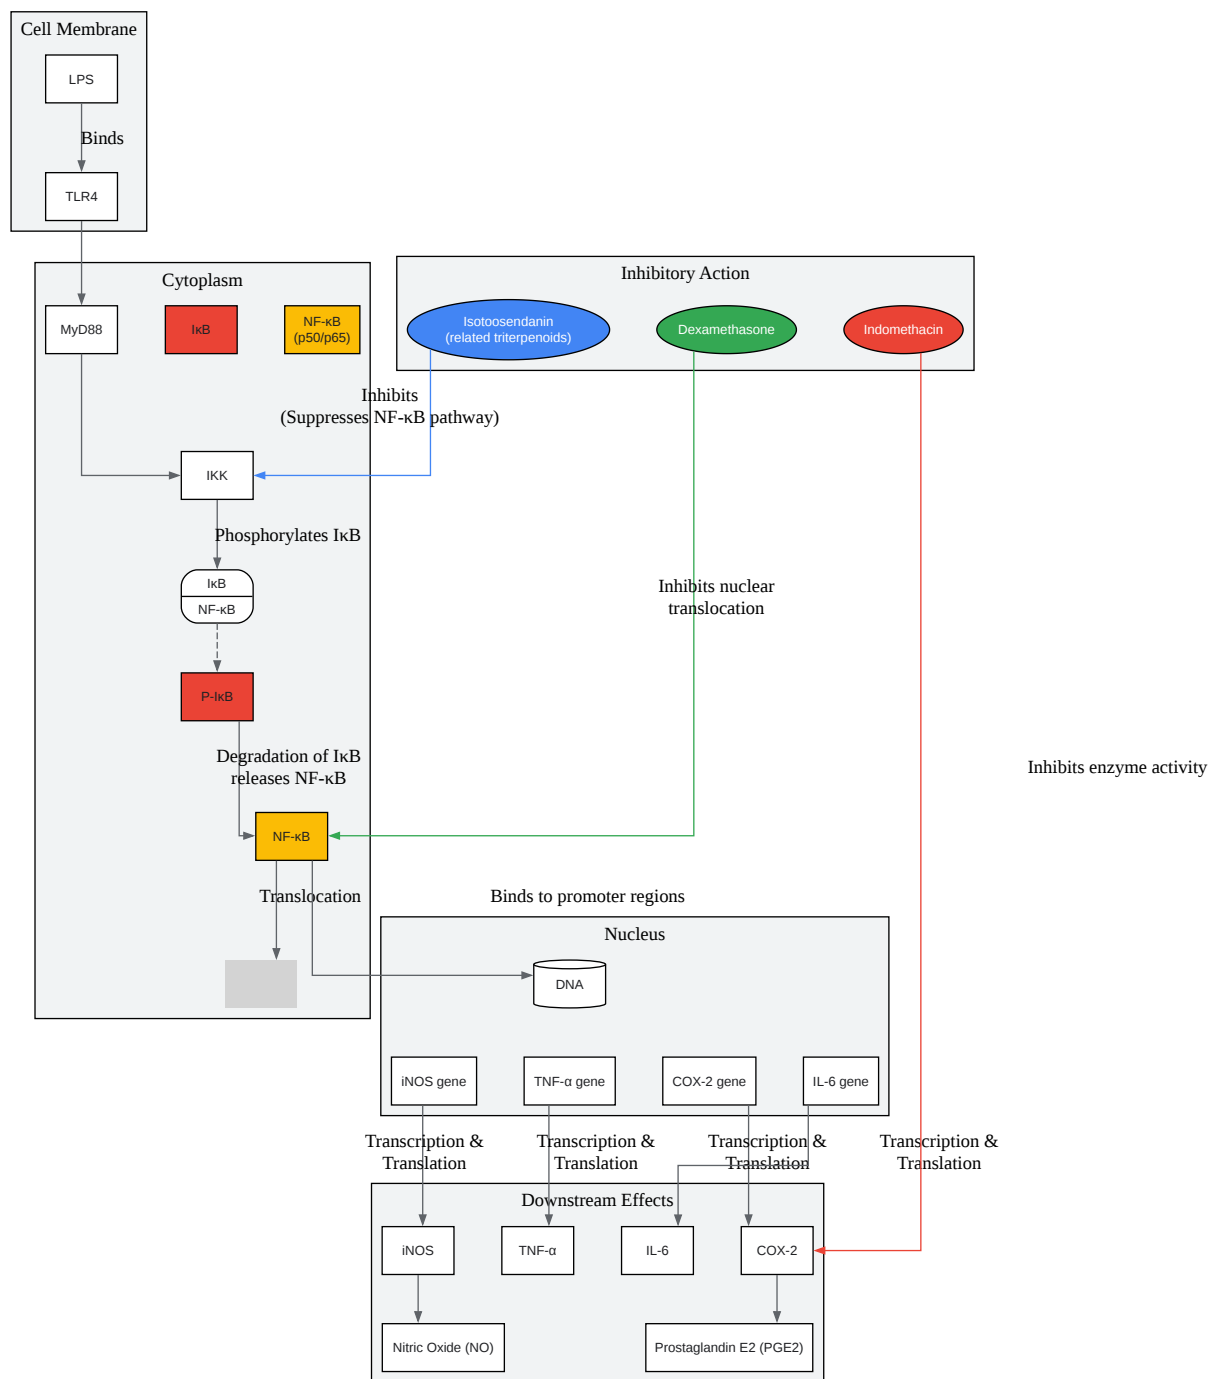 Cell Membrane
LPS
Binds
TLR4
Cytoplasm
MyD88
IκB
NF-κB
(p50/p65)
Inhibitory Action
Isotoosendanin
(related triterpenoids)
Dexamethasone
Indomethacin
Inhibits
(Suppresses NF-κB pathway)
IKK
Phosphorylates IκB
IκB
NF-κB
Inhibits nuclear
translocation
P-IκB
Degradation of IκB
releases NF-κB
Inhibits enzyme activity
NF-κB
Translocation
Binds to promoter regions
Nucleus
DNA
iNOS gene
TNF-α gene
COX-2 gene
IL-6 gene
Transcription &
Translation
Transcription &
Translation
Transcription &
Translation
Transcription &
Translation
Downstream Effects
iNOS
TNF-α
IL-6
COX-2
Nitric Oxide (NO)
Prostaglandin E2 (PGE2)